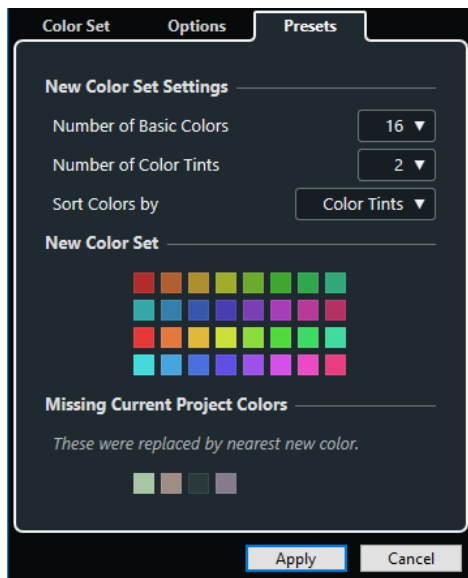 Color Set Options Presets
New Color Set Settings
Number of Basic Colors 16
Number of Color Tints 2
Sort Colors by Color Tints
New Color Set
Missing Current Project Colors
These were replaced by nearest new color.
Apply Cancel